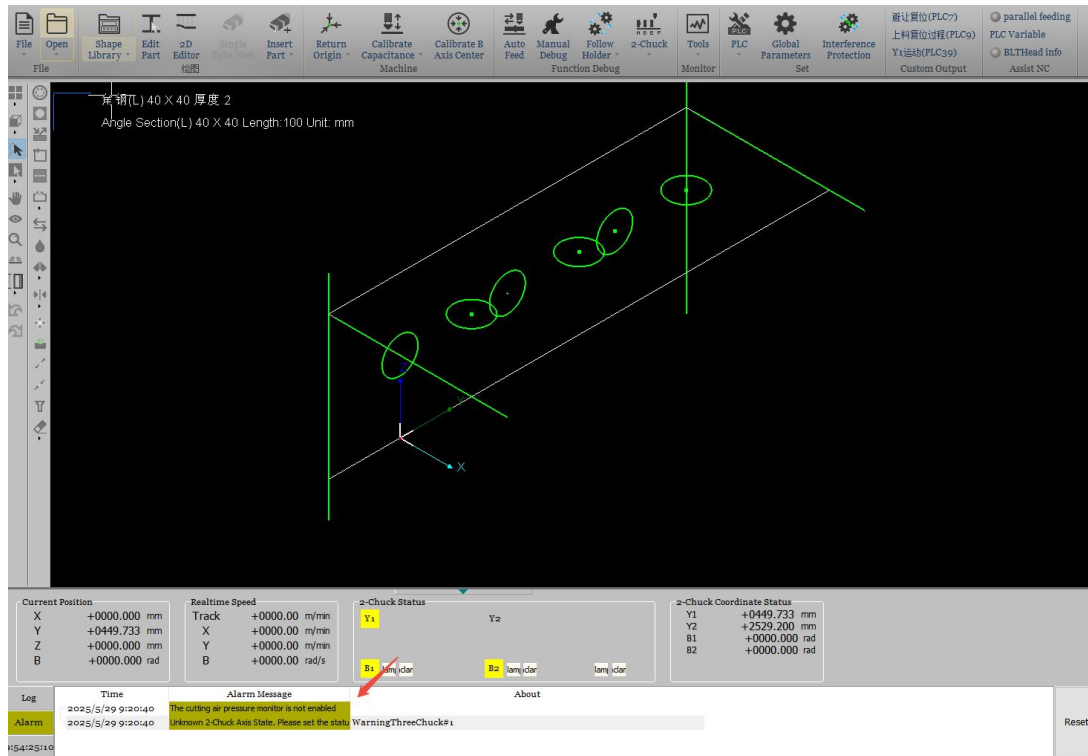 File
Open
Shape Library
Edit Part
2D Editor
Single Tube Nest
Insert Part
Return Origin
Calibrate Capacitance
Calibrate B Axis Center
Auto Feed
Manual Debug
Follow Holder
2-Chuck
Tools
PLC
Global Parameters
Interference Protection
避让复位(PLC7)
上料复位过程(PLC9)
Y1运动(PLC39)
parallel feeding
PLC Variable
BLTHead info
File
绘图
Machine
Function Debug
Monitor
Set
Custom Output
Assist NC
角钢(L) 40 X 40 厚度 2
Angle Section(L) 40 X 40 Length:100 Unit: mm
Z
Y
X
Current Position
X +0000.000 mm
Y +0449.733 mm
Z +0000.000 mm
B +0000.000 rad
Realtime Speed
Track +0000.00 m/min
X +0000.00 m/min
Y +0000.00 m/min
B +0000.00 rad/s
2-Chuck Status
Y1 Y2
B1 B2
2-Chuck Coordinate Status
Y1 +0449.733 mm
Y2 +2529.200 mm
B1 +0000.000 rad
B2 +0000.000 rad
Log
Alarm
Time Alarm Message About
2025/5/29 9:20:40 The cutting air pressure monitor is not enabled
2025/5/29 9:20:40 Unknown 2-Chuck Axis State. Please set the statu WarningThreeChuck#1
Reset
:54:25:10